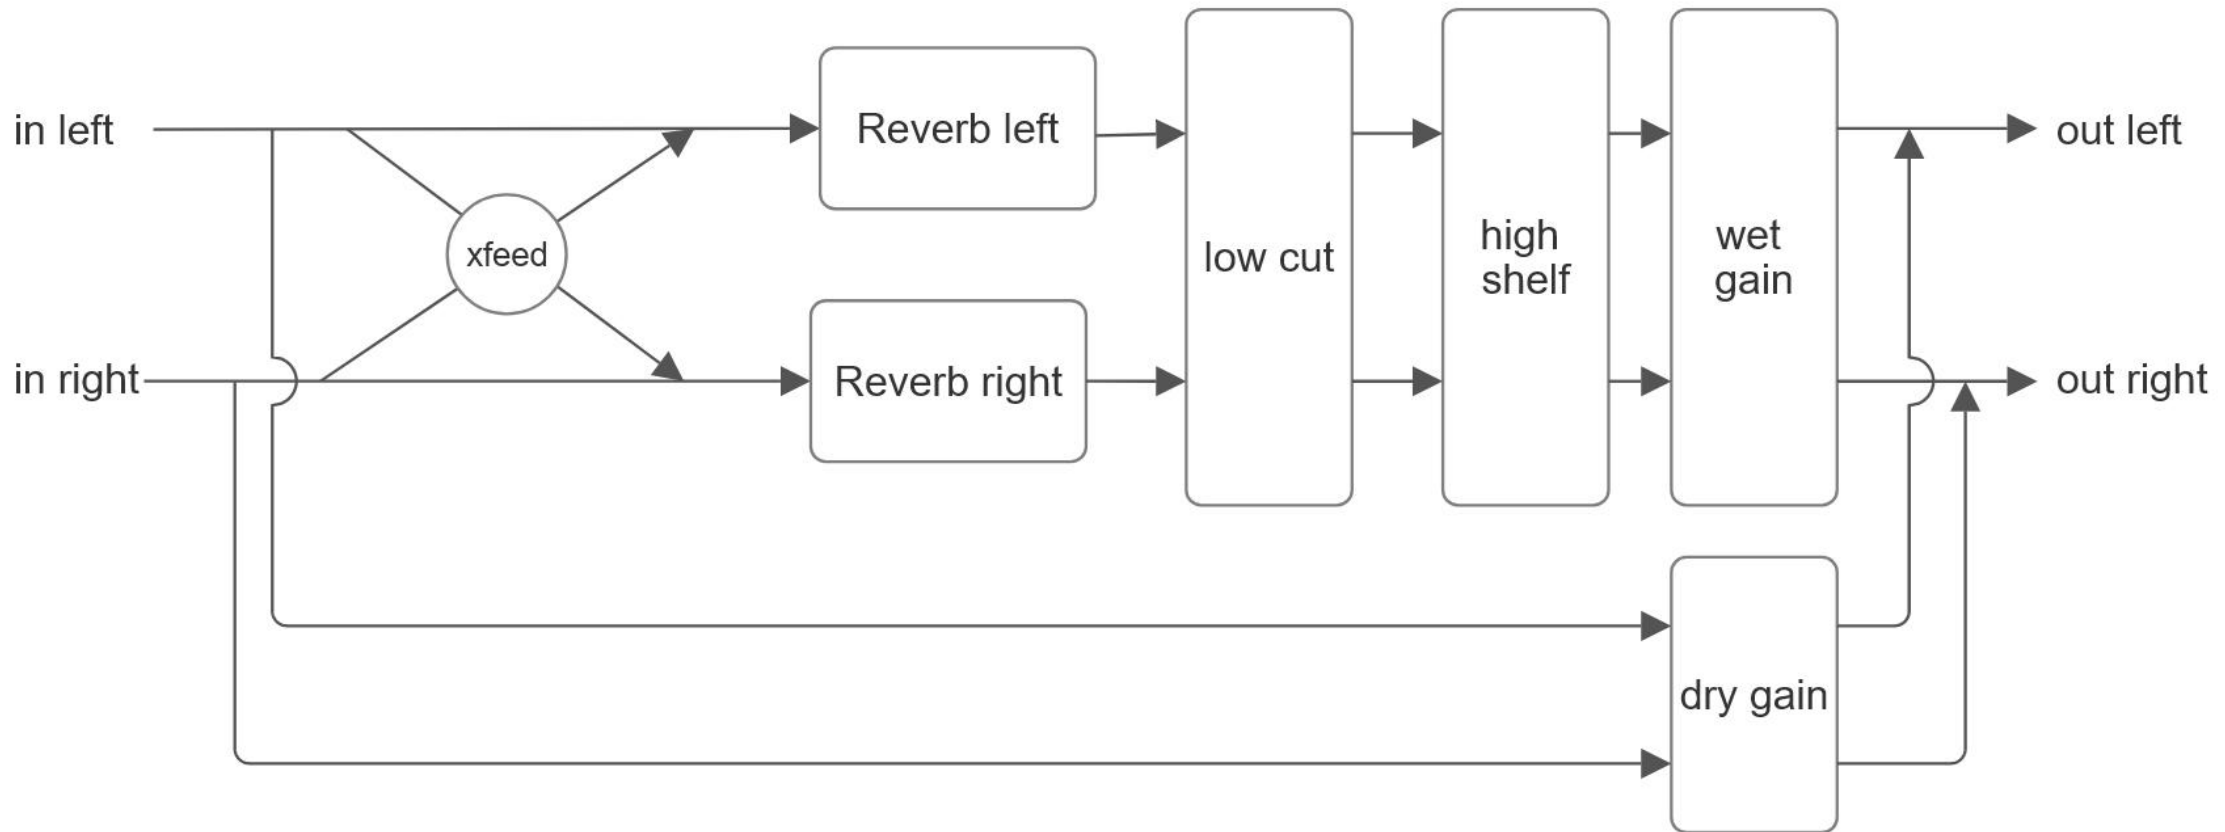 in left
Reverb left
out left
xfeed
low cut
high
shelf
wet
gain
in right
Reverb right
out right
dry gain